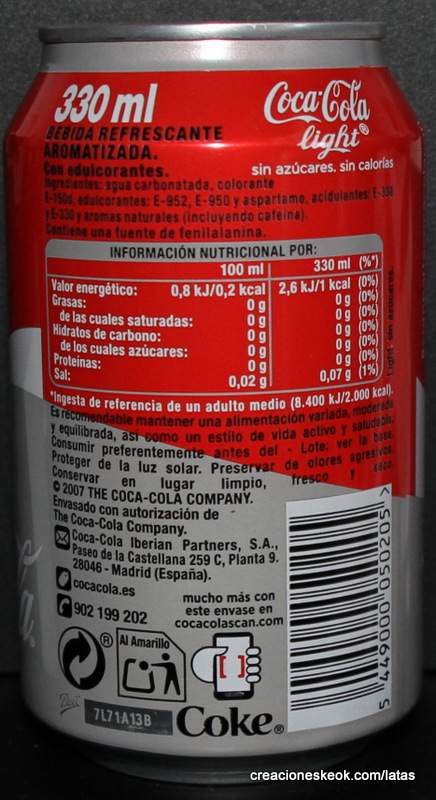 330 ml
Coca-Cola
light®
BEBIDA REFRESCANTE
AROMATIZADA.
sin azúcares. sin calorías
Con edulcorantes.
Ingredientes: agua carbonatada, colorante
E-150d, edulcorantes: E-952, E-950 y aspartamo, acidulantes: E-338
y E-330 y aromas naturales (incluyendo cafeína).
Contiene una fuente de fenilalanina.
INFORMACIÓN NUTRICIONAL POR:
100 ml 330 ml (%*)
Valor energético: 0,8 kJ/0,2 kcal 2,6 kJ/1 kcal (0%)
Grasas: 0 g 0 g (0%)
de las cuales saturadas: 0 g 0 g (0%)
Hidratos de carbono: 0 g 0 g (0%)
de los cuales azúcares: 0 g 0 g (0%)
Proteínas: 0 g 0 g (0%)
Sal: 0,02 g 0,07 g (1%)
*Ingesta de referencia de un adulto medio (8.400 kJ/2.000 kcal).
Es recomendable mantener una alimentación variada, moderada
y equilibrada, así como un estilo de vida activo y saludable.
Consumir preferentemente antes del - Lote: ver la base.
Proteger de la luz solar. Preservar de olores agresivos.
Conservar en lugar limpio, fresco y seco.
© 2007 THE COCA-COLA COMPANY.
Envasado con autorización de
The Coca-Cola Company.
Coca-Cola Iberian Partners, S.A.,
Paseo de la Castellana 259 C, Planta 9.
28046 - Madrid (España).
cocacola.es
902 199 202
mucho más con
este envase en
cocacolascan.com
®
Al Amarillo
7L71A13B
Coke®
5 449000 050205 >
creacioneskeok.com/latas